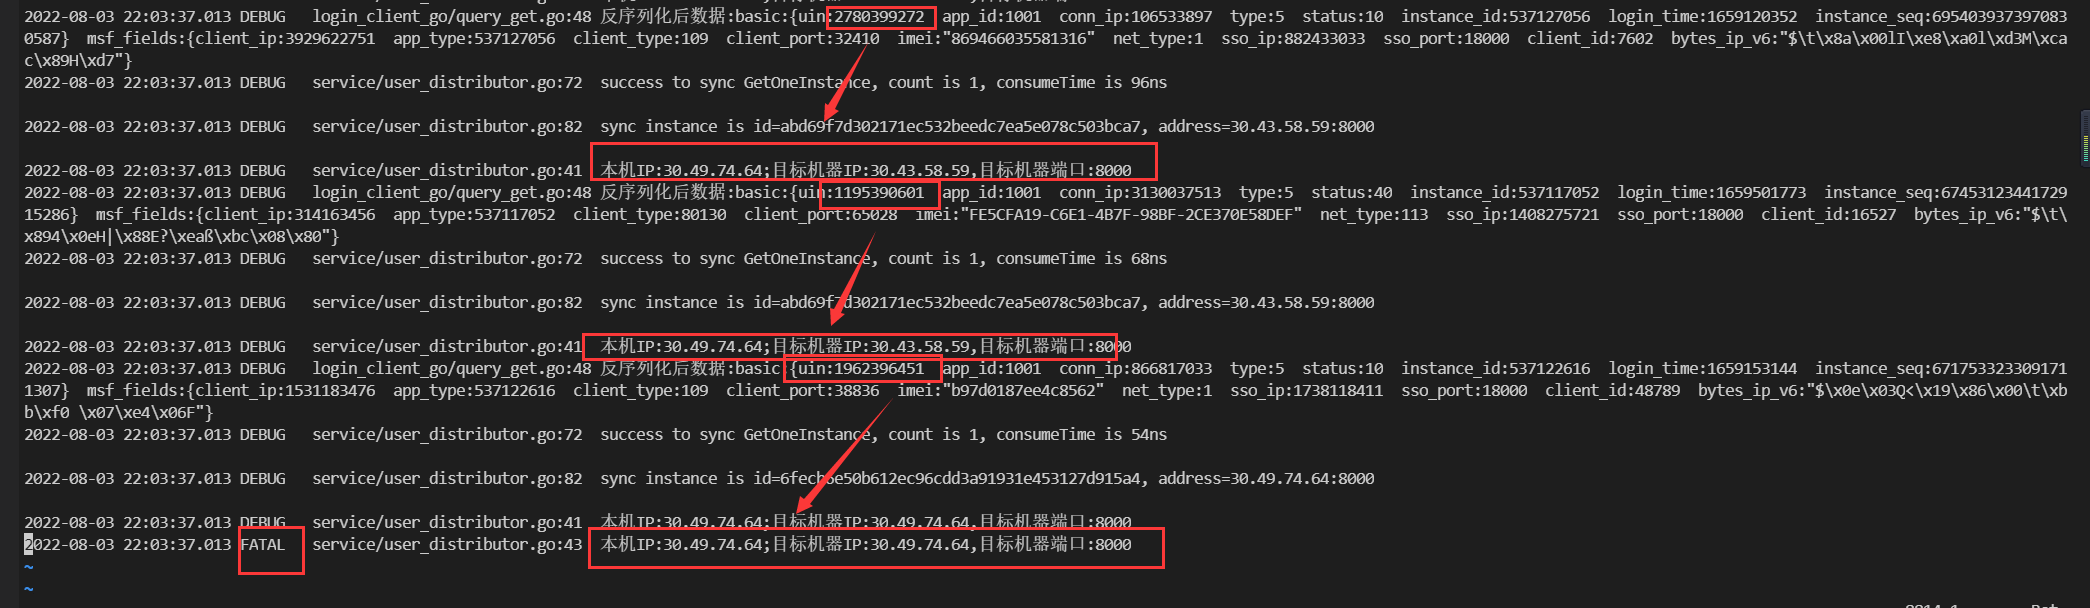 2022-08-03 22:03:37.013 DEBUG login_client_go/query_get.go:48 反序列化后数据:basic:{uin:2780399272 app_id:1001 conn_ip:106533897 type:5 status:10 instance_id:537127056 login_time:1659120352 instance_seq:695403937397083
0587} msf_fields:{client_ip:3929622751 app_type:537127056 client_type:109 client_port:32410 imei:"869466035581316" net_type:1 sso_ip:882433033 sso_port:18000 client_id:7602 bytes_ip_v6:"$\t\x8a\x00lI\xe8\xa0l\xd3M\xca
c\x89H\xd7"}
2022-08-03 22:03:37.013 DEBUG service/user_distributor.go:72 success to sync GetOneInstance, count is 1, consumeTime is 96ns
2022-08-03 22:03:37.013 DEBUG service/user_distributor.go:82 sync instance is id=abd69f7d302171ec532beedc7ea5e078c503bca7, address=30.43.58.59:8000
2022-08-03 22:03:37.013 DEBUG service/user_distributor.go:41 本机IP:30.49.74.64;目标机器IP:30.43.58.59,目标机器端口:8000
2022-08-03 22:03:37.013 DEBUG login_client_go/query_get.go:48 反序列化后数据:basic:{uin:1195390601 app_id:1001 conn_ip:3130037513 type:5 status:40 instance_id:537117052 login_time:1659501773 instance_seq:67453123441729
15286} msf_fields:{client_ip:314163456 app_type:537117052 client_type:80130 client_port:65028 imei:"FE5CFA19-C6E1-4B7F-98BF-2CE370E58DEF" net_type:113 sso_ip:1408275721 sso_port:18000 client_id:16527 bytes_ip_v6:"$\t\
x894\x0eH|\x88E?\xeaß\xbc\x08\x80"}
2022-08-03 22:03:37.013 DEBUG service/user_distributor.go:72 success to sync GetOneInstance, count is 1, consumeTime is 68ns
2022-08-03 22:03:37.013 DEBUG service/user_distributor.go:82 sync instance is id=abd69f7d302171ec532beedc7ea5e078c503bca7, address=30.43.58.59:8000
2022-08-03 22:03:37.013 DEBUG service/user_distributor.go:41 本机IP:30.49.74.64;目标机器IP:30.43.58.59,目标机器端口:8000
2022-08-03 22:03:37.013 DEBUG login_client_go/query_get.go:48 反序列化后数据:basic:{uin:1962396451 app_id:1001 conn_ip:866817033 type:5 status:10 instance_id:537122616 login_time:1659153144 instance_seq:671753323309171
1307} msf_fields:{client_ip:1531183476 app_type:537122616 client_type:109 client_port:38836 imei:"b97d0187ee4c8562" net_type:1 sso_ip:1738118411 sso_port:18000 client_id:48789 bytes_ip_v6:"$\x0e\x03Q<\x19\x86\x00\t\xb
b\xf0 \x07\xe4\x06F"}
2022-08-03 22:03:37.013 DEBUG service/user_distributor.go:72 success to sync GetOneInstance, count is 1, consumeTime is 54ns
2022-08-03 22:03:37.013 DEBUG service/user_distributor.go:82 sync instance is id=6fecb6e50b612ec96cdd3a91931e453127d915a4, address=30.49.74.64:8000
2022-08-03 22:03:37.013 DEBUG service/user_distributor.go:41 本机IP:30.49.74.64;目标机器IP:30.49.74.64,目标机器端口:8000
2022-08-03 22:03:37.013 FATAL service/user_distributor.go:43 本机IP:30.49.74.64;目标机器IP:30.49.74.64,目标机器端口:8000
~
~